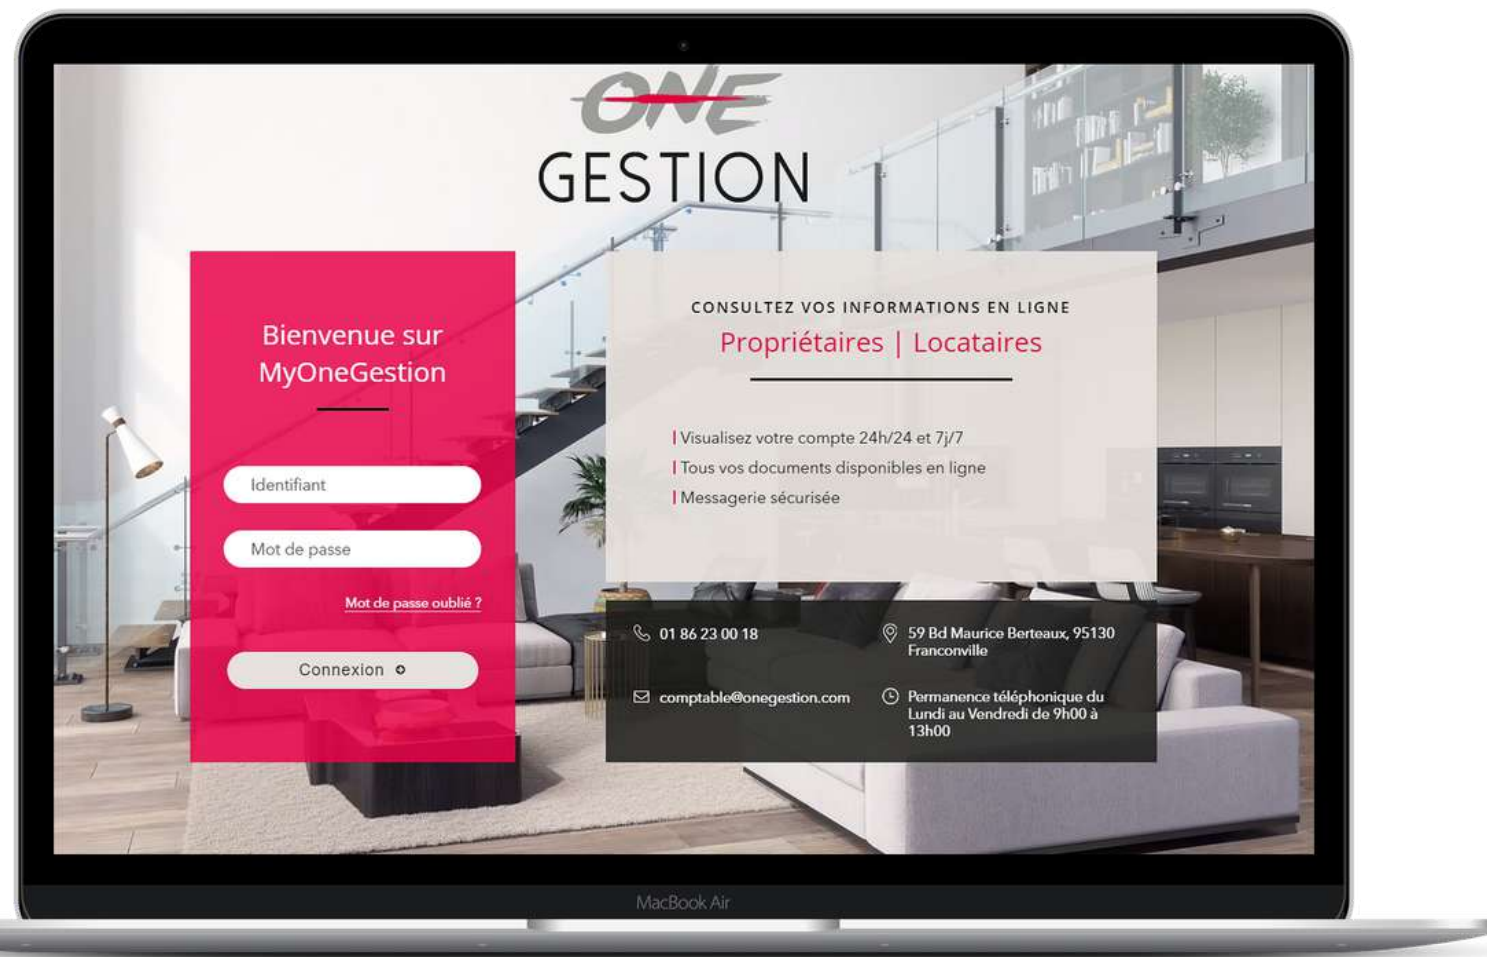 ONE
GESTION
Bienvenue sur
MyOneGestion
Identifiant
Mot de passe
Mot de passe oublié ?
Connexion
CONSULTEZ VOS INFORMATIONS EN LIGNE
Propriétaires | Locataires
| Visualisez votre compte 24h/24 et 7j/7
| Tous vos documents disponibles en ligne
| Messagerie sécurisée
01 86 23 00 18
59 Bd Maurice Berteaux, 95130
Franconville
comptable@onegestion.com
Permanence téléphonique du
Lundi au Vendredi de 9h00 à
13h00
MacBook Air